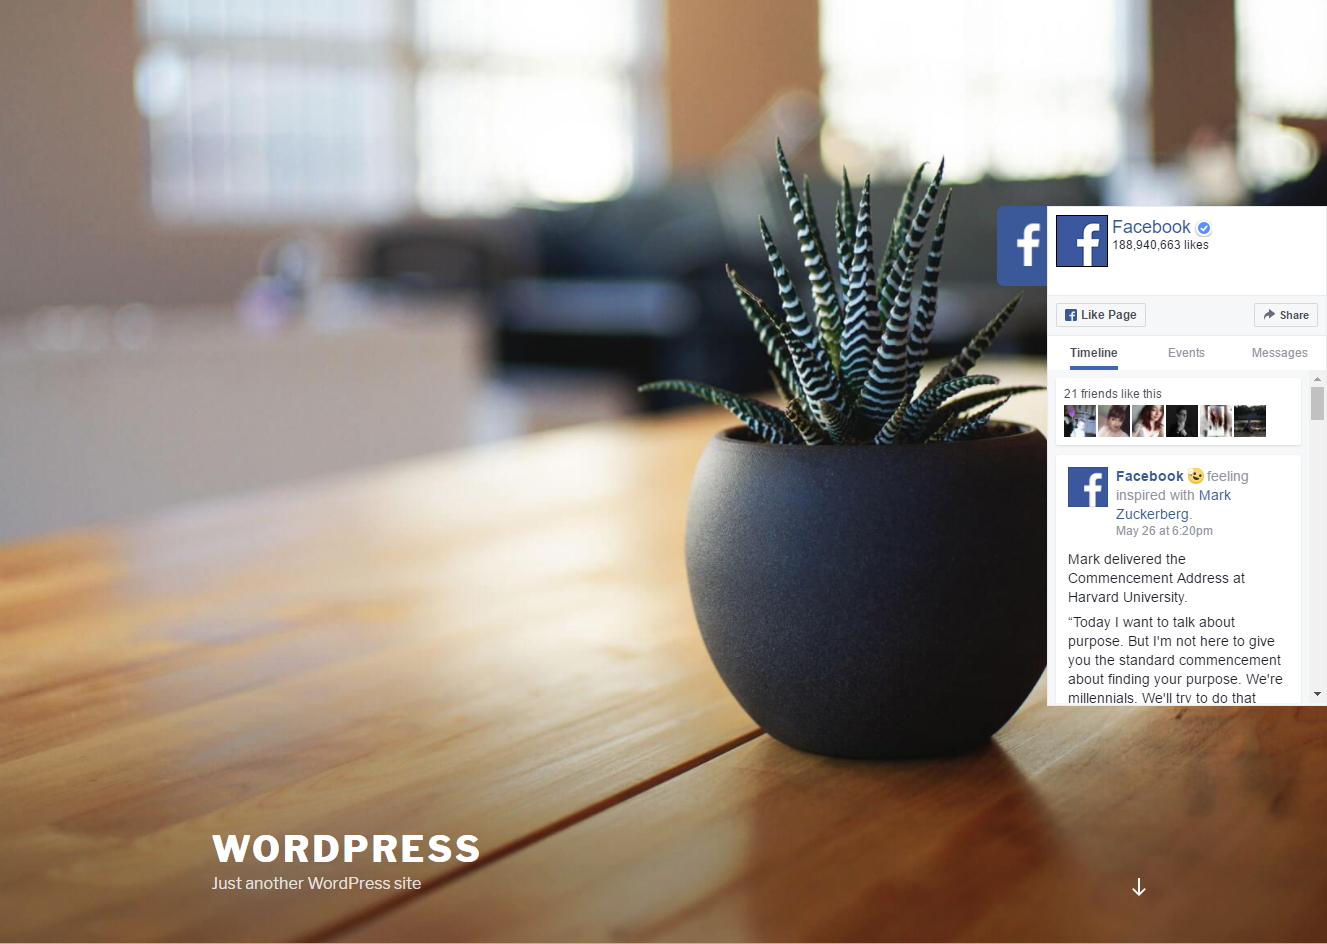 Facebook
188,940,663 likes
Like Page
Share
Timeline Events Messages
21 friends like this
Facebook feeling
inspired with Mark
Zuckerberg.
May 26 at 6:20pm
Mark delivered the
Commencement Address at
Harvard University.
“Today I want to talk about
purpose. But I'm not here to give
you the standard commencement
about finding your purpose. We're
millennials. We'll try to do that
WORDPRESS
Just another WordPress site